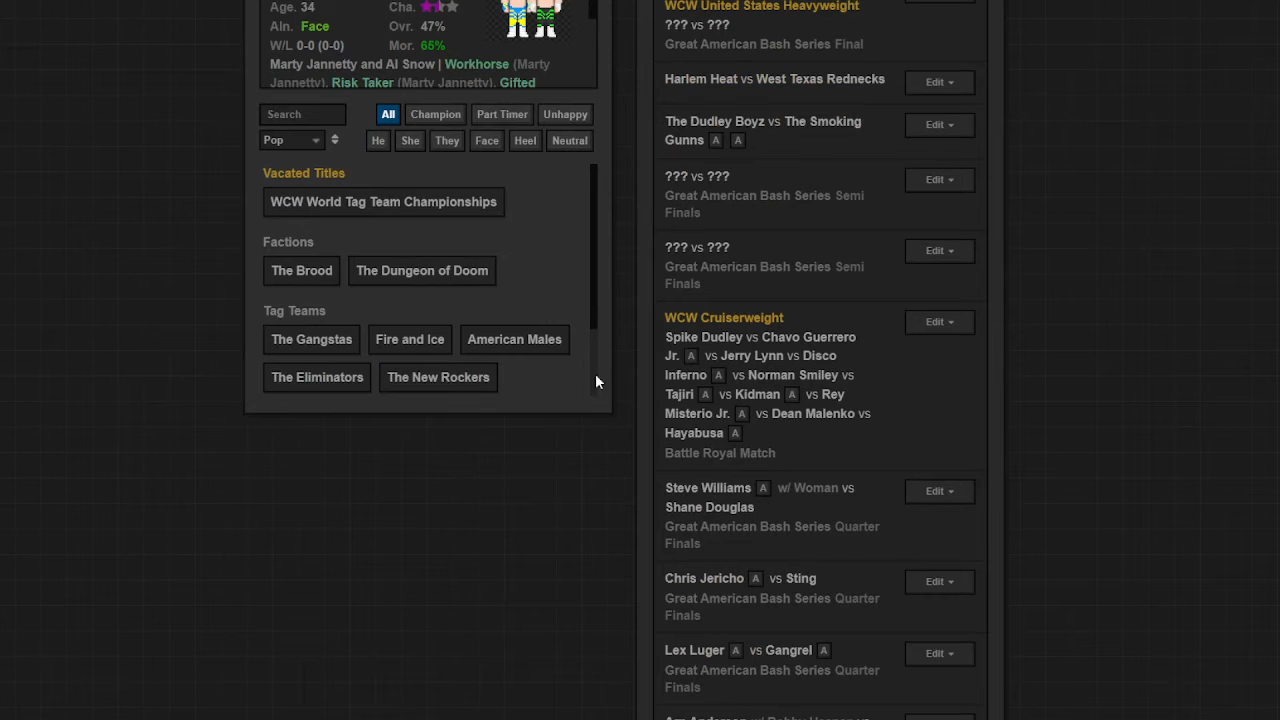 Age. 34 Cha.
Aln. Face Ovr. 47%
W/L 0-0 (0-0) Mor. 65%
Marty Jannetty and Al Snow | Workhorse (Marty
Jannetty), Risk Taker (Marty Jannetty), Gifted
Search All Champion Part Timer Unhappy
Pop He She They Face Heel Neutral
Vacated Titles
WCW World Tag Team Championships
Factions
The Brood The Dungeon of Doom
Tag Teams
The Gangstas Fire and Ice American Males
The Eliminators The New Rockers
WCW United States Heavyweight
??? vs ???
Great American Bash Series Final
Harlem Heat vs West Texas Rednecks Edit
The Dudley Boyz vs The Smoking Edit
Gunns A A
??? vs ??? Edit
Great American Bash Series Semi
Finals
??? vs ??? Edit
Great American Bash Series Semi
Finals
WCW Cruiserweight Edit
Spike Dudley vs Chavo Guerrero
Jr. A vs Jerry Lynn vs Disco
Inferno A vs Norman Smiley vs
Tajiri A vs Kidman A vs Rey
Misterio Jr. A vs Dean Malenko vs
Hayabusa A
Battle Royal Match
Steve Williams A w/ Woman vs Edit
Shane Douglas
Great American Bash Series Quarter
Finals
Chris Jericho A vs Sting Edit
Great American Bash Series Quarter
Finals
Lex Luger A vs Gangrel A Edit
Great American Bash Series Quarter
Finals